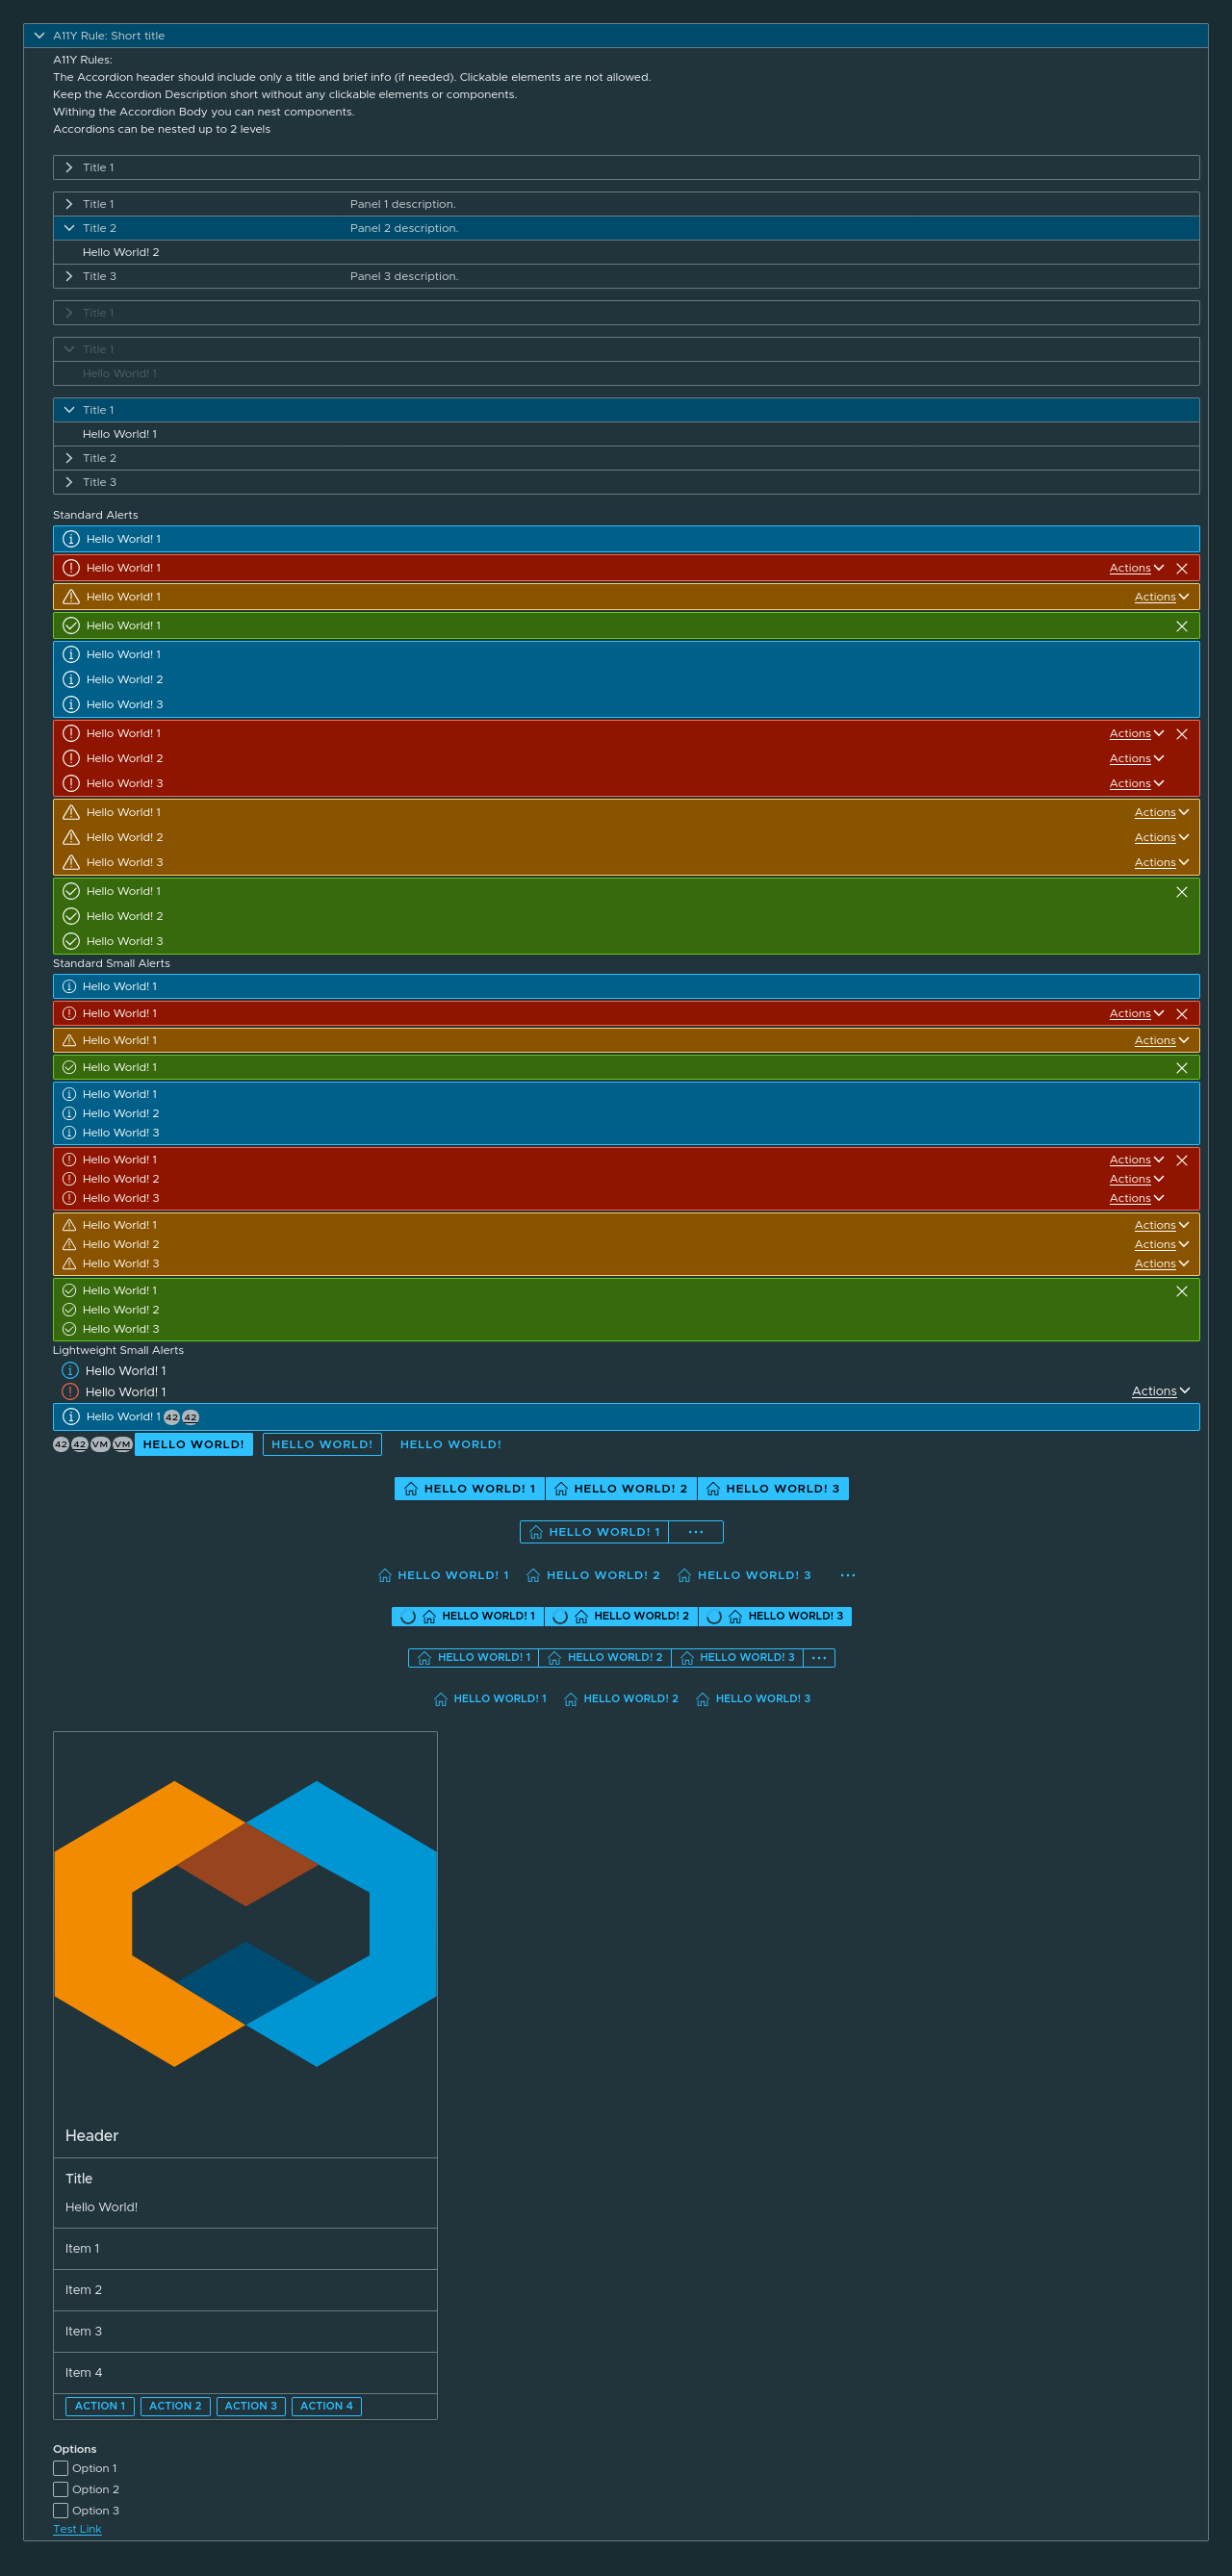 A11Y Rule: Short title
A11Y Rules:
The Accordion header should include only a title and brief info (if needed). Clickable elements are not allowed.
Keep the Accordion Description short without any clickable elements or components.
Withing the Accordion Body you can nest components.
Accordions can be nested up to 2 levels
Title 1
Title 1 Panel 1 description.
Title 2 Panel 2 description.
Hello World! 2
Title 3 Panel 3 description.
Title 1
Title 1
Hello World! 1
Title 1
Hello World! 1
Title 2
Title 3
Standard Alerts
Hello World! 1
Hello World! 1 Actions
Hello World! 1 Actions
Hello World! 1
Hello World! 1
Hello World! 2
Hello World! 3
Hello World! 1 Actions
Hello World! 2 Actions
Hello World! 3 Actions
Hello World! 1 Actions
Hello World! 2 Actions
Hello World! 3 Actions
Hello World! 1
Hello World! 2
Hello World! 3
Standard Small Alerts
Hello World! 1
Hello World! 1 Actions
Hello World! 1 Actions
Hello World! 1
Hello World! 1
Hello World! 2
Hello World! 3
Hello World! 1 Actions
Hello World! 2 Actions
Hello World! 3 Actions
Hello World! 1 Actions
Hello World! 2 Actions
Hello World! 3 Actions
Hello World! 1
Hello World! 2
Hello World! 3
Lightweight Small Alerts
Hello World! 1
Hello World! 1 Actions
Hello World! 1 42 42
42 42 VM VM HELLO WORLD! HELLO WORLD! HELLO WORLD!
HELLO WORLD! 1 HELLO WORLD! 2 HELLO WORLD! 3
HELLO WORLD! 1 ...
HELLO WORLD! 1 HELLO WORLD! 2 HELLO WORLD! 3 ...
HELLO WORLD! 1 HELLO WORLD! 2 HELLO WORLD! 3
HELLO WORLD! 1 HELLO WORLD! 2 HELLO WORLD! 3 ...
HELLO WORLD! 1 HELLO WORLD! 2 HELLO WORLD! 3
Header
Title
Hello World!
Item 1
Item 2
Item 3
Item 4
ACTION 1 ACTION 2 ACTION 3 ACTION 4
Options
Option 1
Option 2
Option 3
Test Link